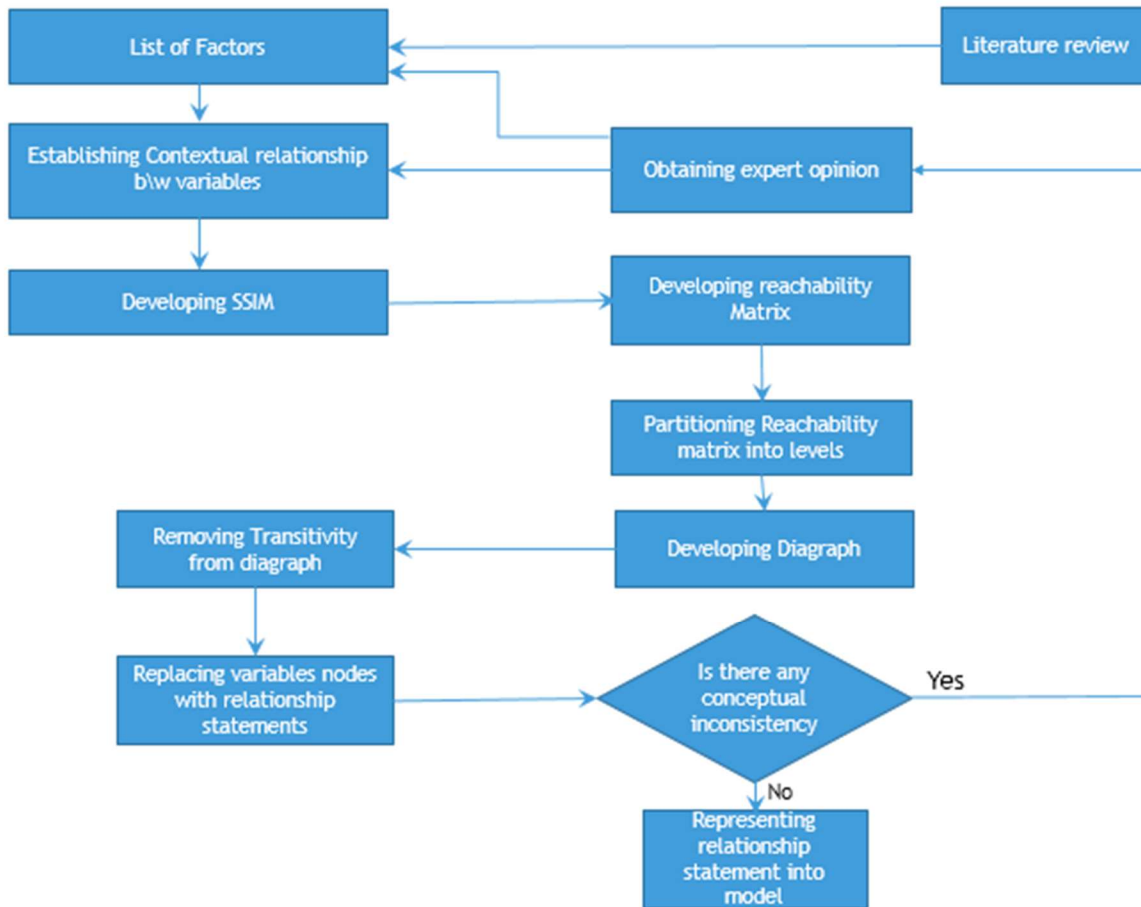 List of Factors
Literature review
Establishing Contextual relationship
b\w variables
Obtaining expert opinion
Developing SSIM
Developing reachability
Matrix
Partitioning Reachability
matrix into levels
Removing Transitivity
from diagraph
Developing Diagraph
Replacing variables nodes
with relationship
statements
Is there any
conceptual
inconsistency
Yes
No
Representing
relationship
statement into
model